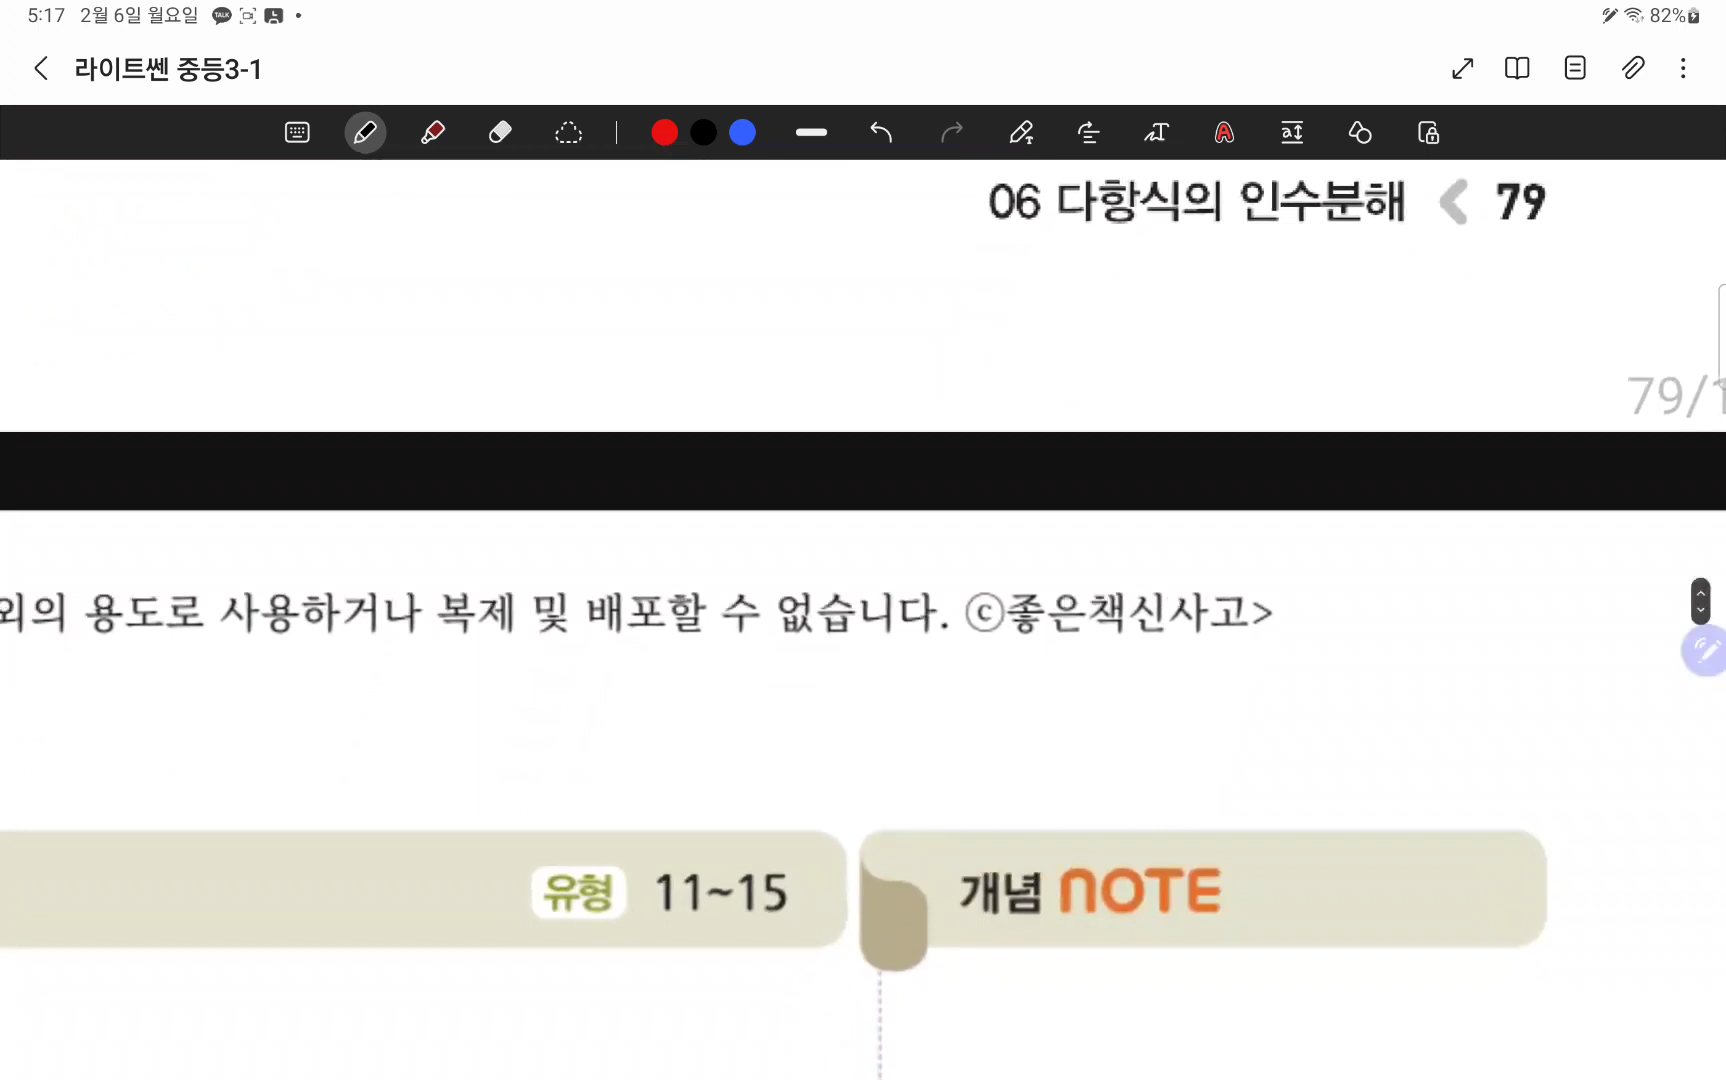 5:17 2월 6일 월요일 TALK 82%
라이트쎈 중등3-1
06 다항식의 인수분해 79
79/1
외의 용도로 사용하거나 복제 및 배포할 수 없습니다. ⓒ좋은책신사고>
유형 11~15
개념 NOTE